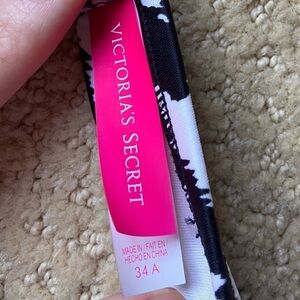 VICTORIA'S SECRET
MADE IN / FAIT EN
HECHO EN CHINA
34 A